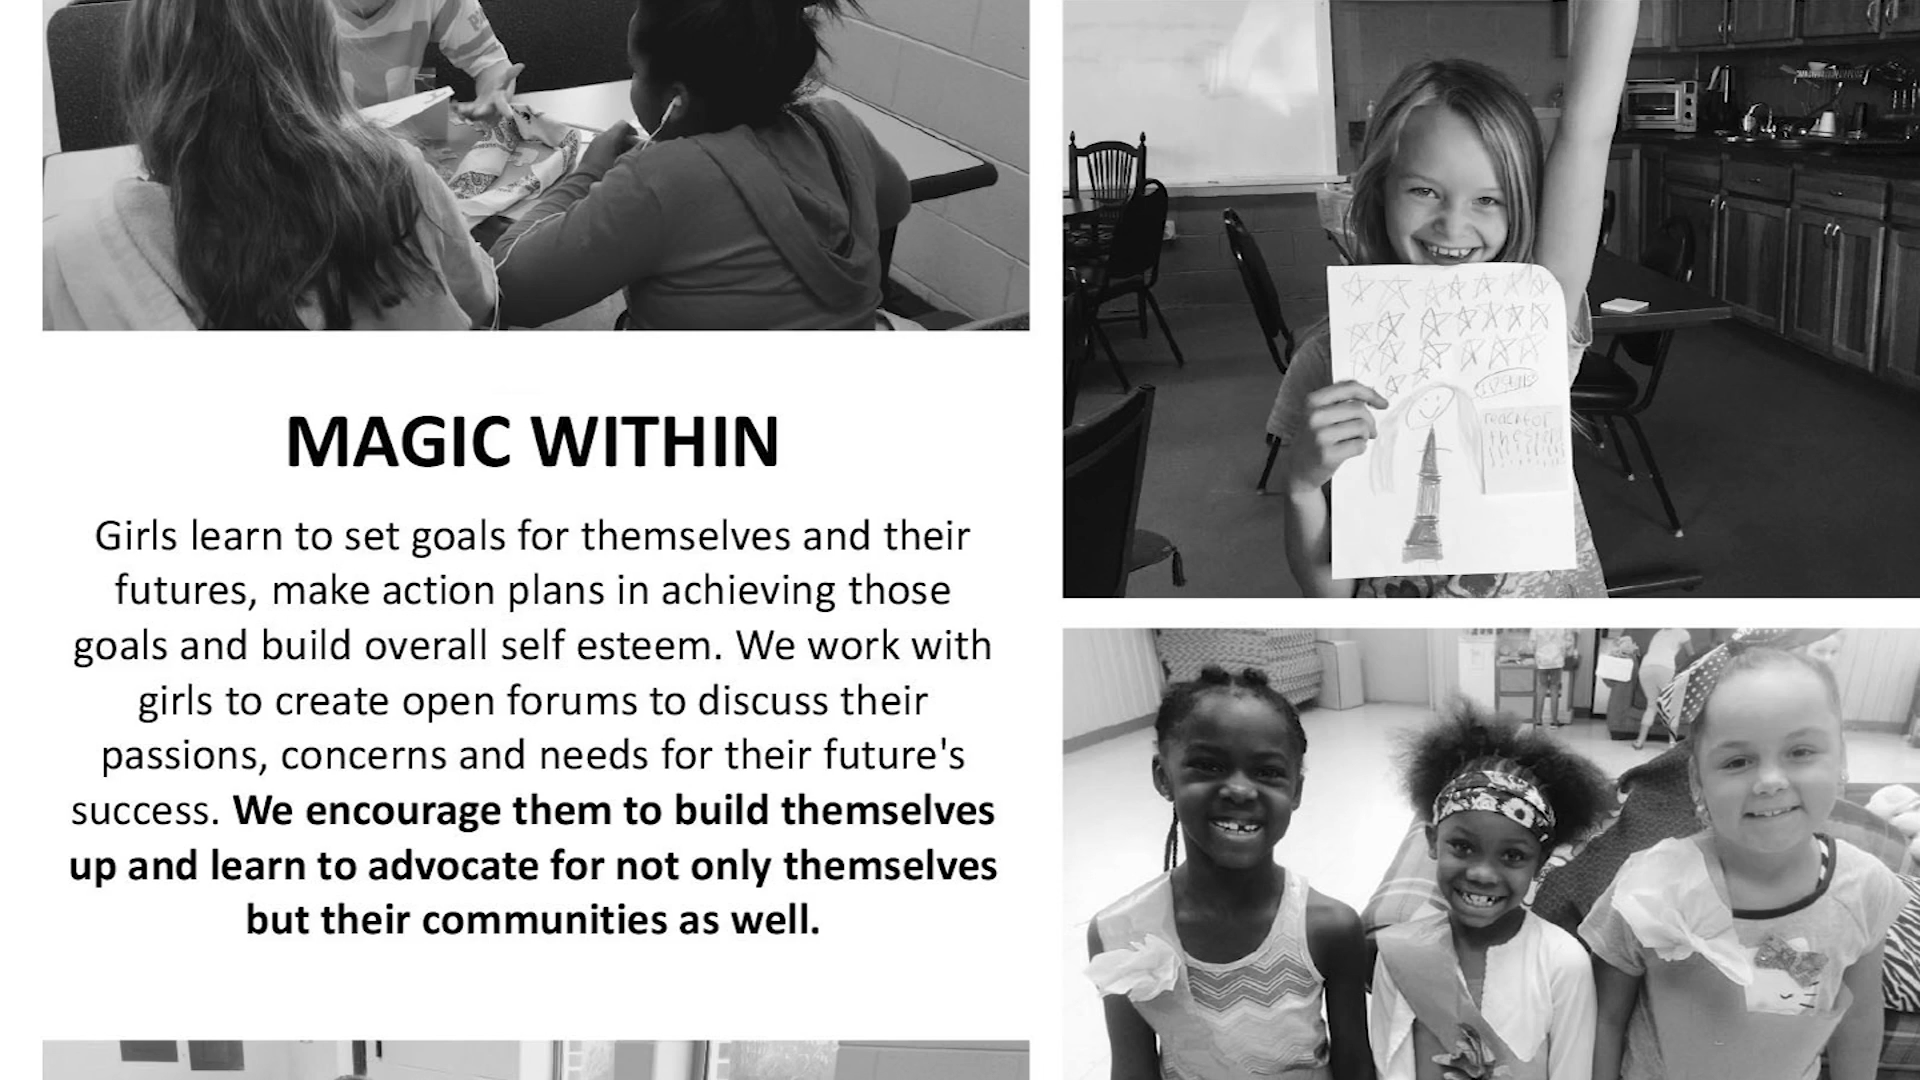 MAGIC WITHIN
Girls learn to set goals for themselves and their
futures, make action plans in achieving those
goals and build overall self esteem. We work with
girls to create open forums to discuss their
passions, concerns and needs for their future's
success. We encourage them to build themselves
up and learn to advocate for not only themselves
but their communities as well.
reach for
the